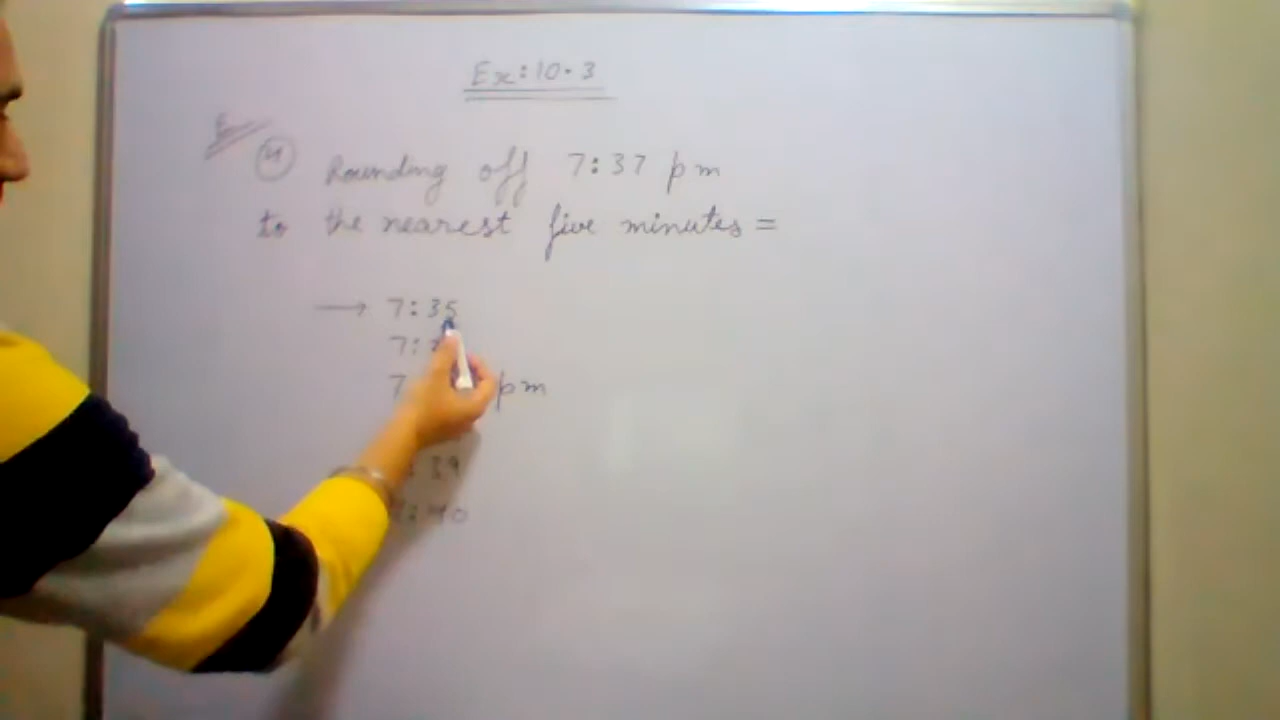 Ex: 10.3
Rounding off 7:37 pm
to the nearest five minutes =
→ 7:35
7:
7 pm
: 39
7:40